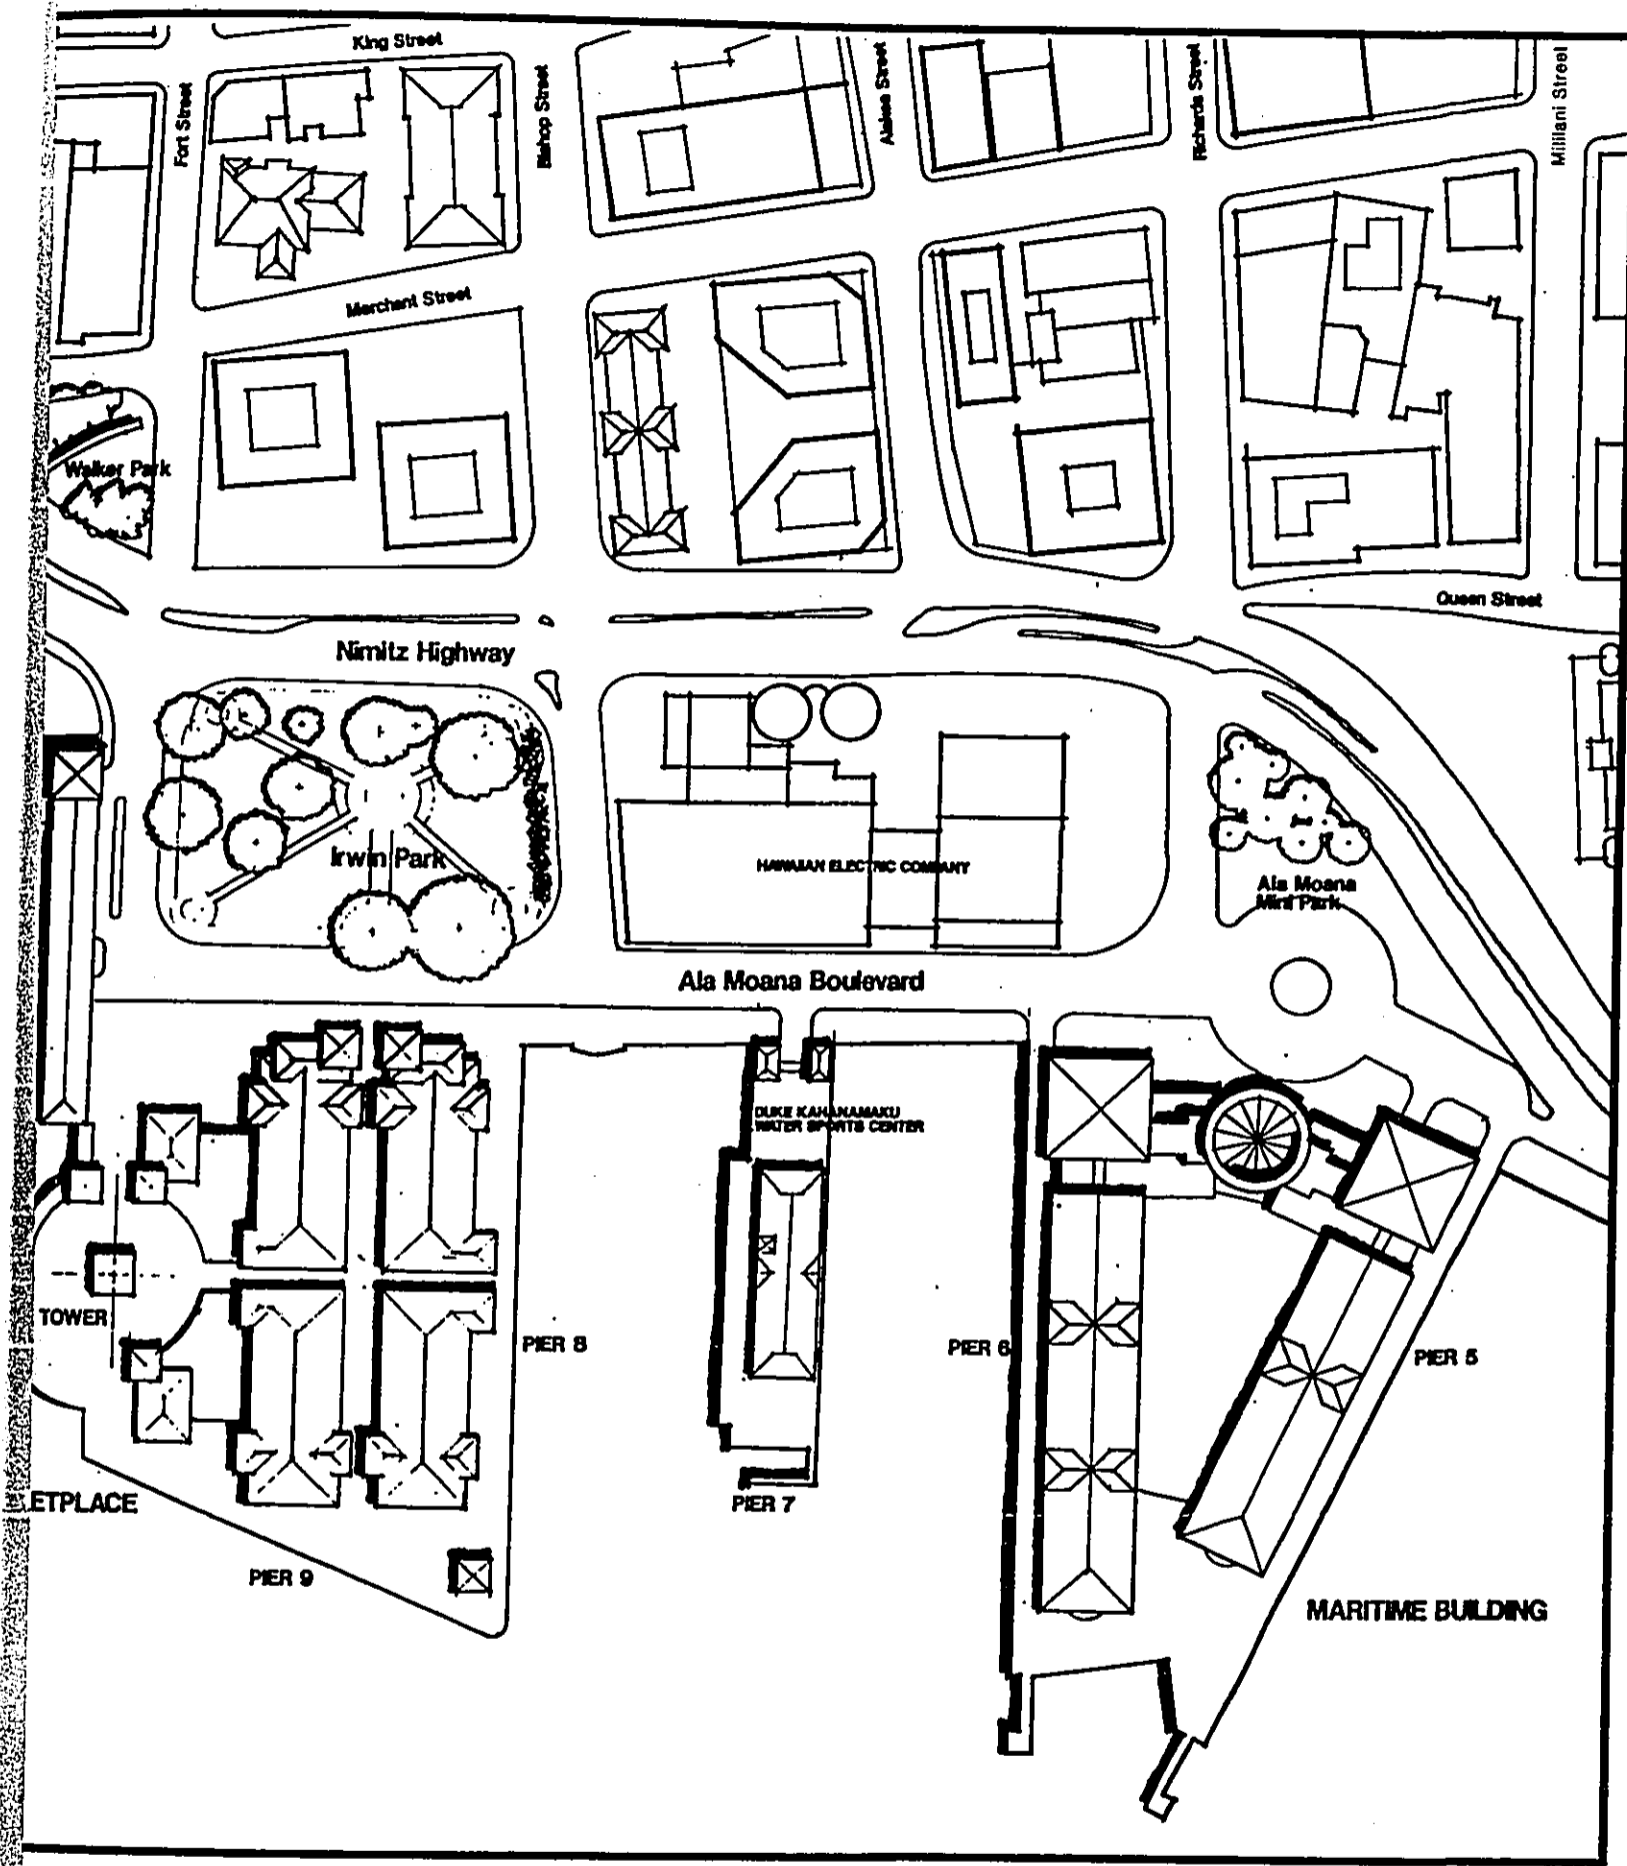 King Street
Fort Street
Bishop Street
Alakea Street
Richards Street
Mililani Street
Merchant Street
Walker Park
Queen Street
Nimitz Highway
Irwin Park
HAWAIIAN ELECTRIC COMPANY
Ala Moana
Mini Park
Ala Moana Boulevard
DUKE KAHANAMAKU
WATER SPORTS CENTER
TOWER
PIER 8
PIER 6
PIER 5
ETPLACE
PIER 7
PIER 9
MARITIME BUILDING